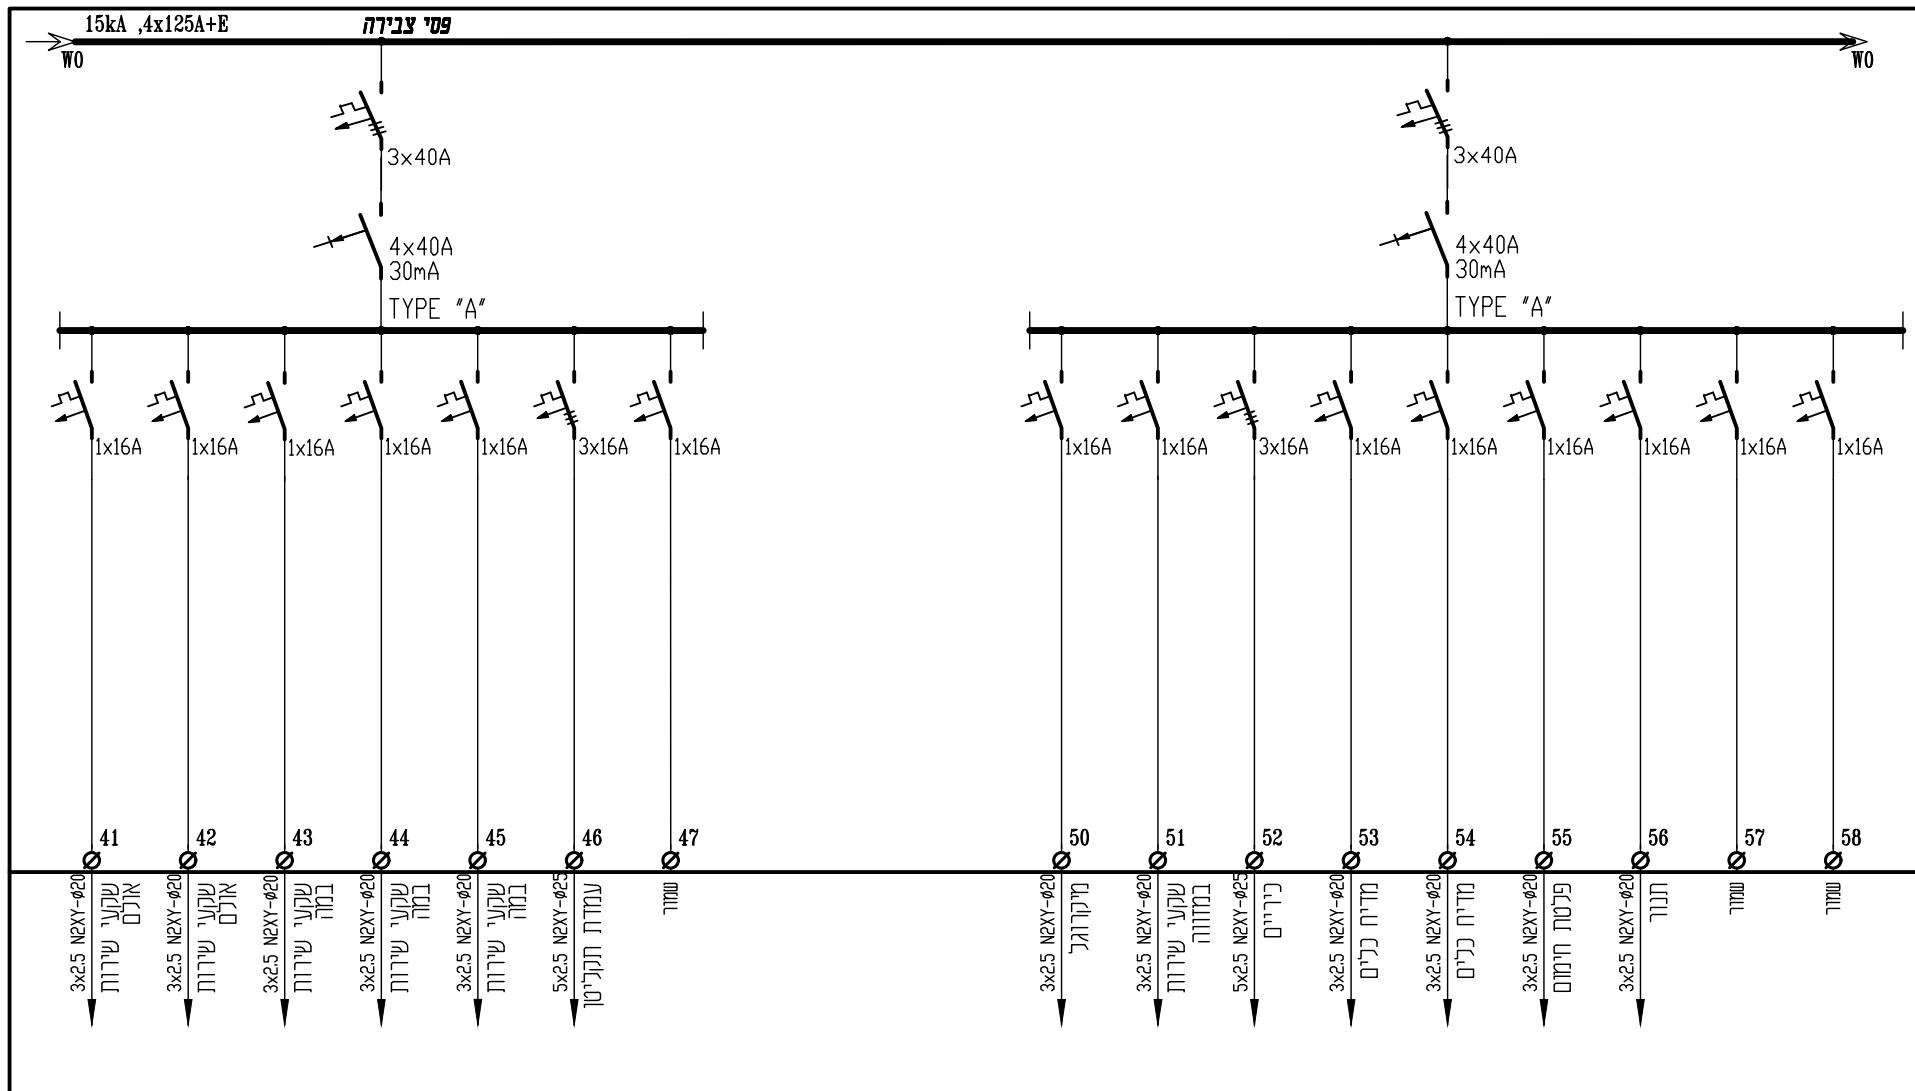 15kA ,4x125A+E
פסי צבירה
W0
W0
3x40A
4x40A
30mA
TYPE "A"
3x40A
4x40A
30mA
TYPE "A"
1x16A
1x16A
1x16A
1x16A
1x16A
3x16A
1x16A
1x16A
1x16A
3x16A
1x16A
1x16A
1x16A
1x16A
1x16A
1x16A
41
42
43
44
45
46
47
50
51
52
53
54
55
56
57
58
3x2.5 N2XY-ø20
שקעי שירות
אולם
3x2.5 N2XY-ø20
שקעי שירות
אולם
3x2.5 N2XY-ø20
שקעי שירות
במה
3x2.5 N2XY-ø20
שקעי שירות
במה
3x2.5 N2XY-ø20
שקעי שירות
במה
5x2.5 N2XY-ø25
עמדת תקליטן
שמור
3x2.5 N2XY-ø20
מיקרוגל
3x2.5 N2XY-ø20
שקעי שירות
במזווה
5x2.5 N2XY-ø25
כיריים
3x2.5 N2XY-ø20
מדיח כלים
3x2.5 N2XY-ø20
מדיח כלים
3x2.5 N2XY-ø20
פלטת חימום
3x2.5 N2XY-ø20
תנור
שמור
שמור